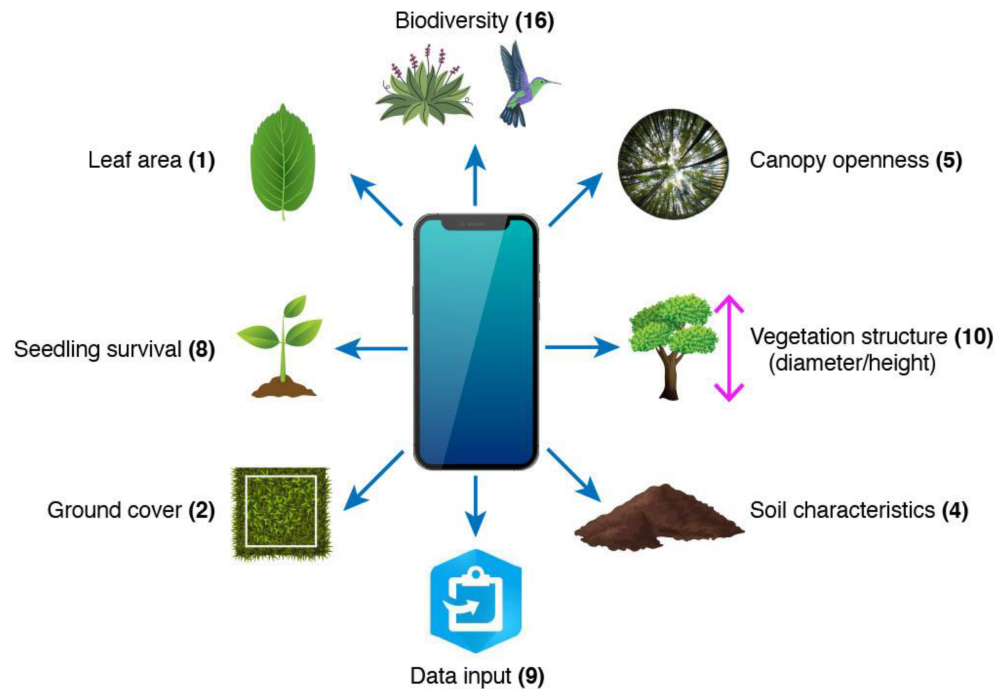 Biodiversity (16)
Leaf area (1)
Canopy openness (5)
Seedling survival (8)
Vegetation structure (10)
(diameter/height)
Ground cover (2)
Soil characteristics (4)
Data input (9)